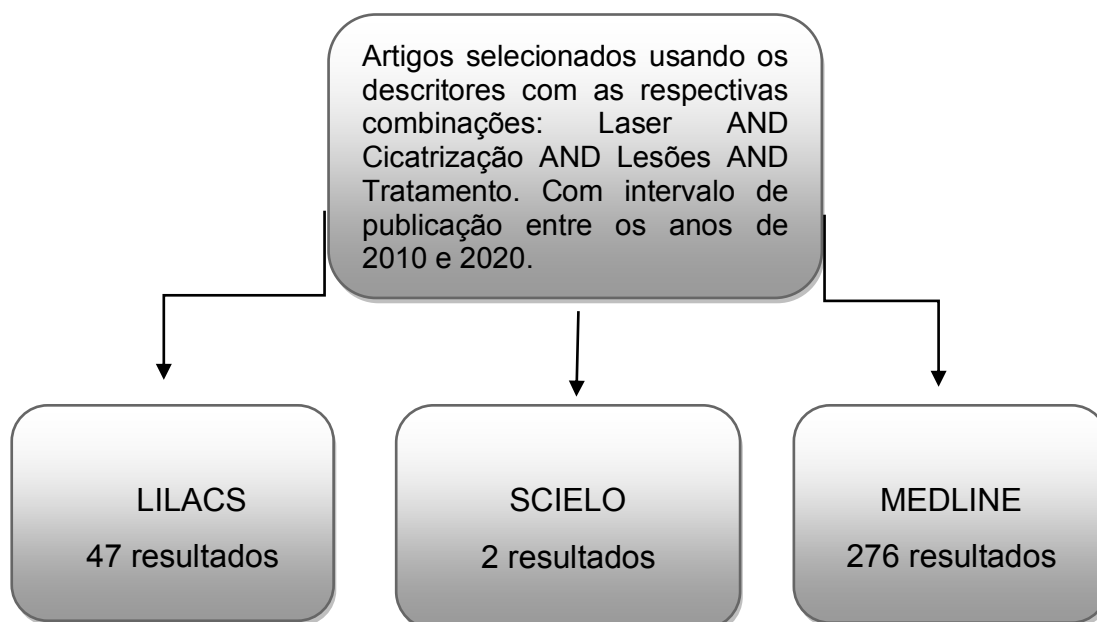 Artigos selecionados usando os
descritores com as respectivas
combinações: Laser AND
Cicatrização AND Lesões AND
Tratamento. Com intervalo de
publicação entre os anos de
2010 e 2020.
LILACS
47 resultados
SCIELO
2 resultados
MEDLINE
276 resultados